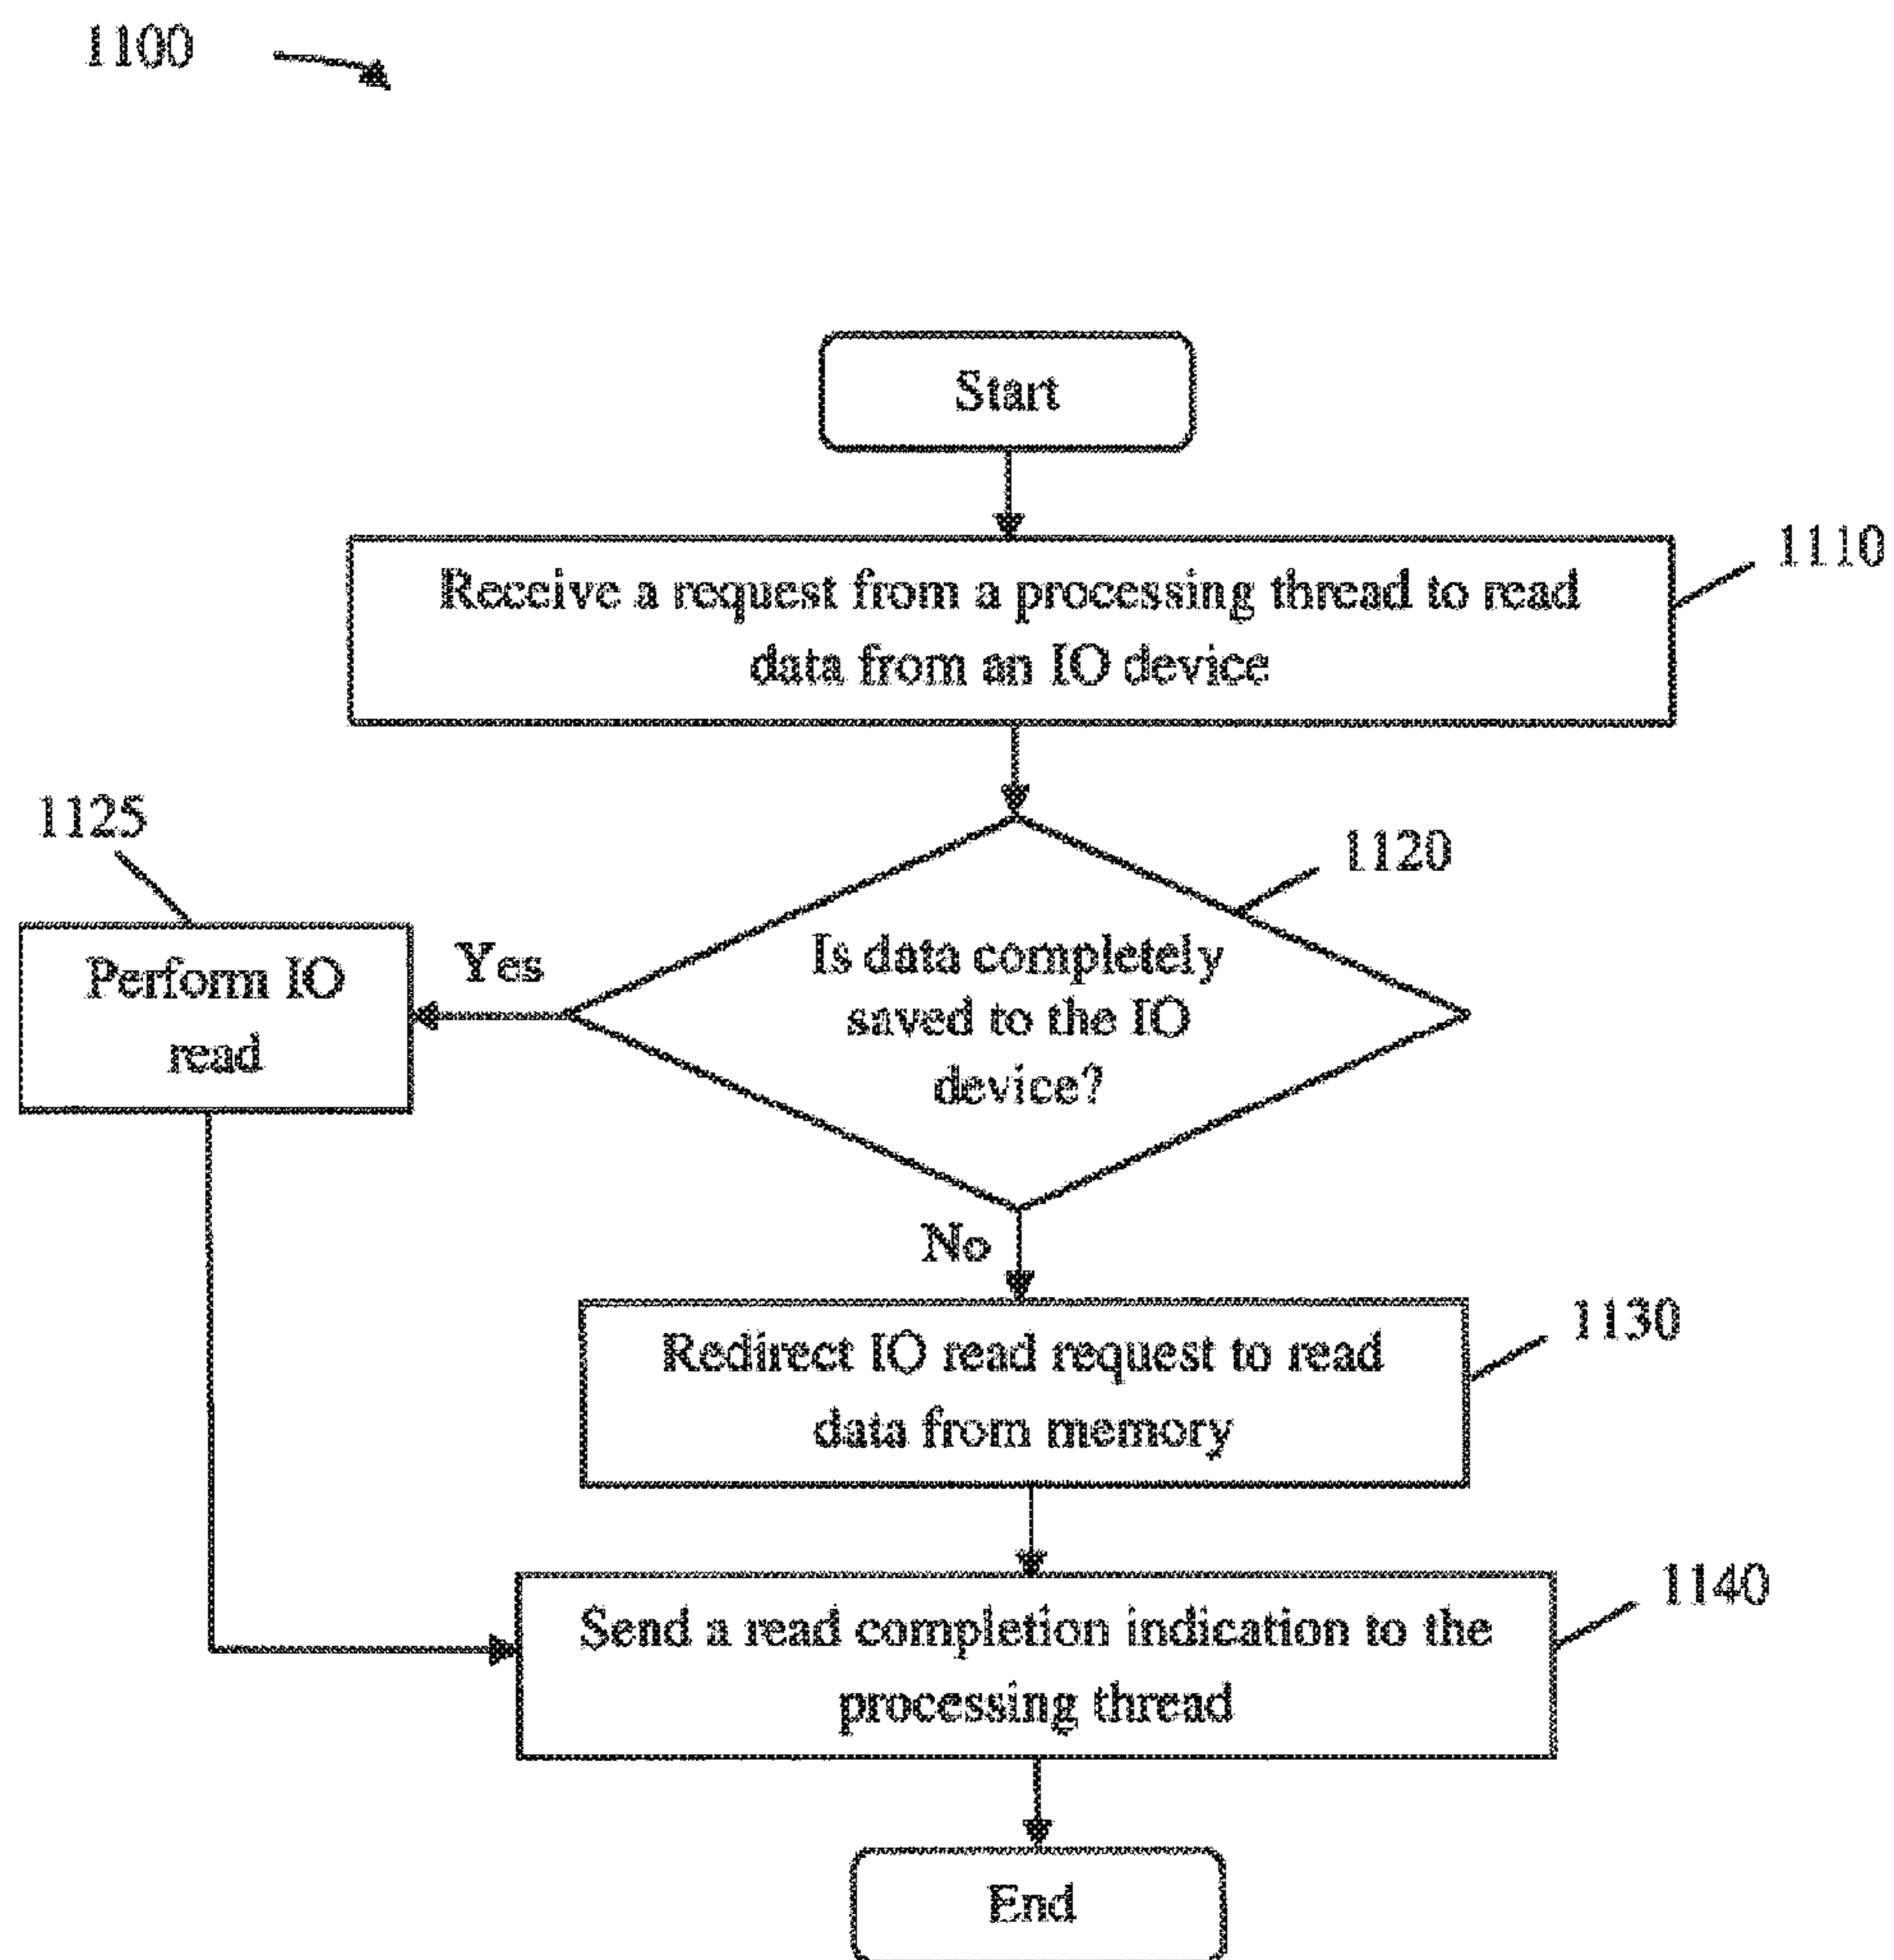 1100
Start
Receive a request from a processing thread to read
data from an IO device
1110
1125
1120
Is data completely
saved to the IO
device?
Yes
Perform IO
read
No
Redirect IO read request to read
data from memory
1130
Send a read completion indication to the
processing thread
1140
End